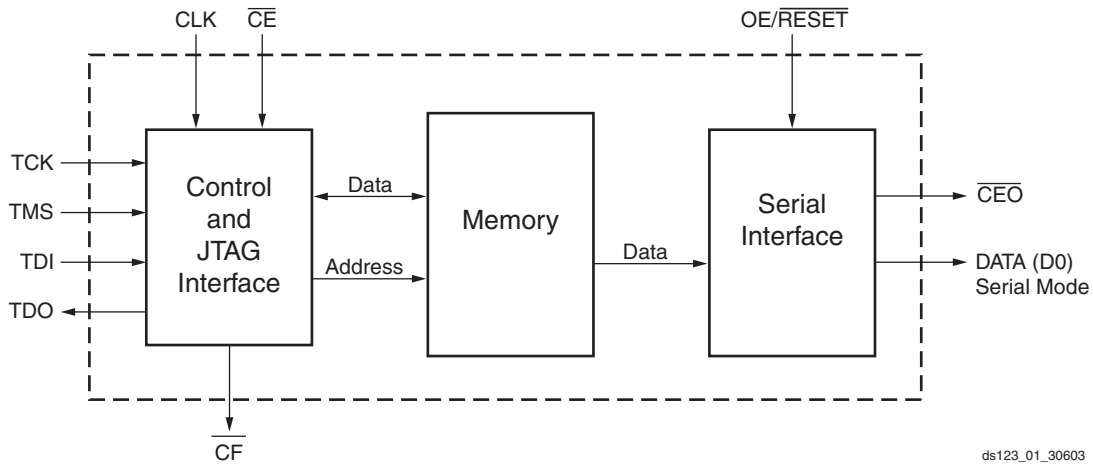 CLK
CE
OE/RESET
TCK
TMS
TDI
TDO
Control
and
JTAG
Interface
Data
Address
Memory
Data
Serial
Interface
CEO
DATA (D0)
Serial Mode
CF
ds123_01_30603